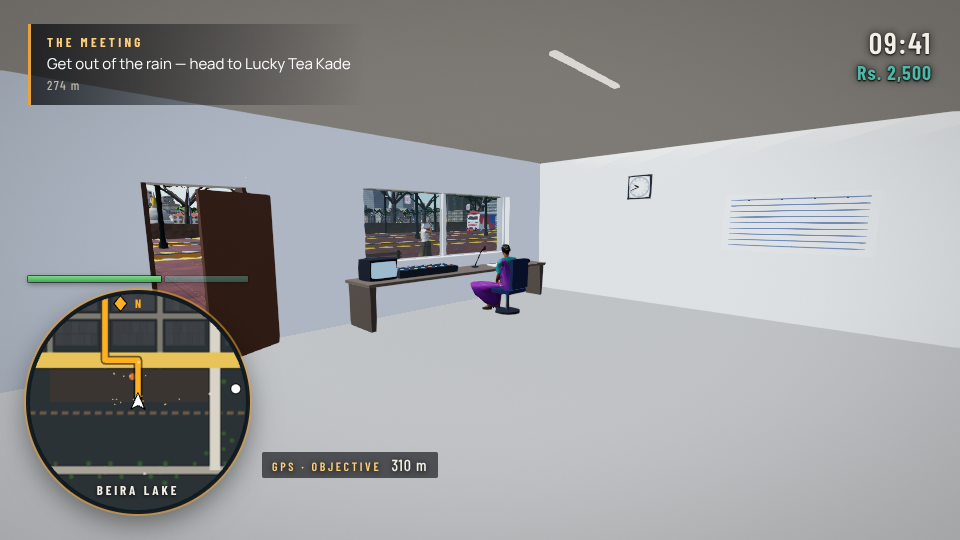 THE MEETING
Get out of the rain — head to Lucky Tea Kade
274 m
09:41
Rs. 2,500
N
GPS · OBJECTIVE 310 m
BEIRA LAKE